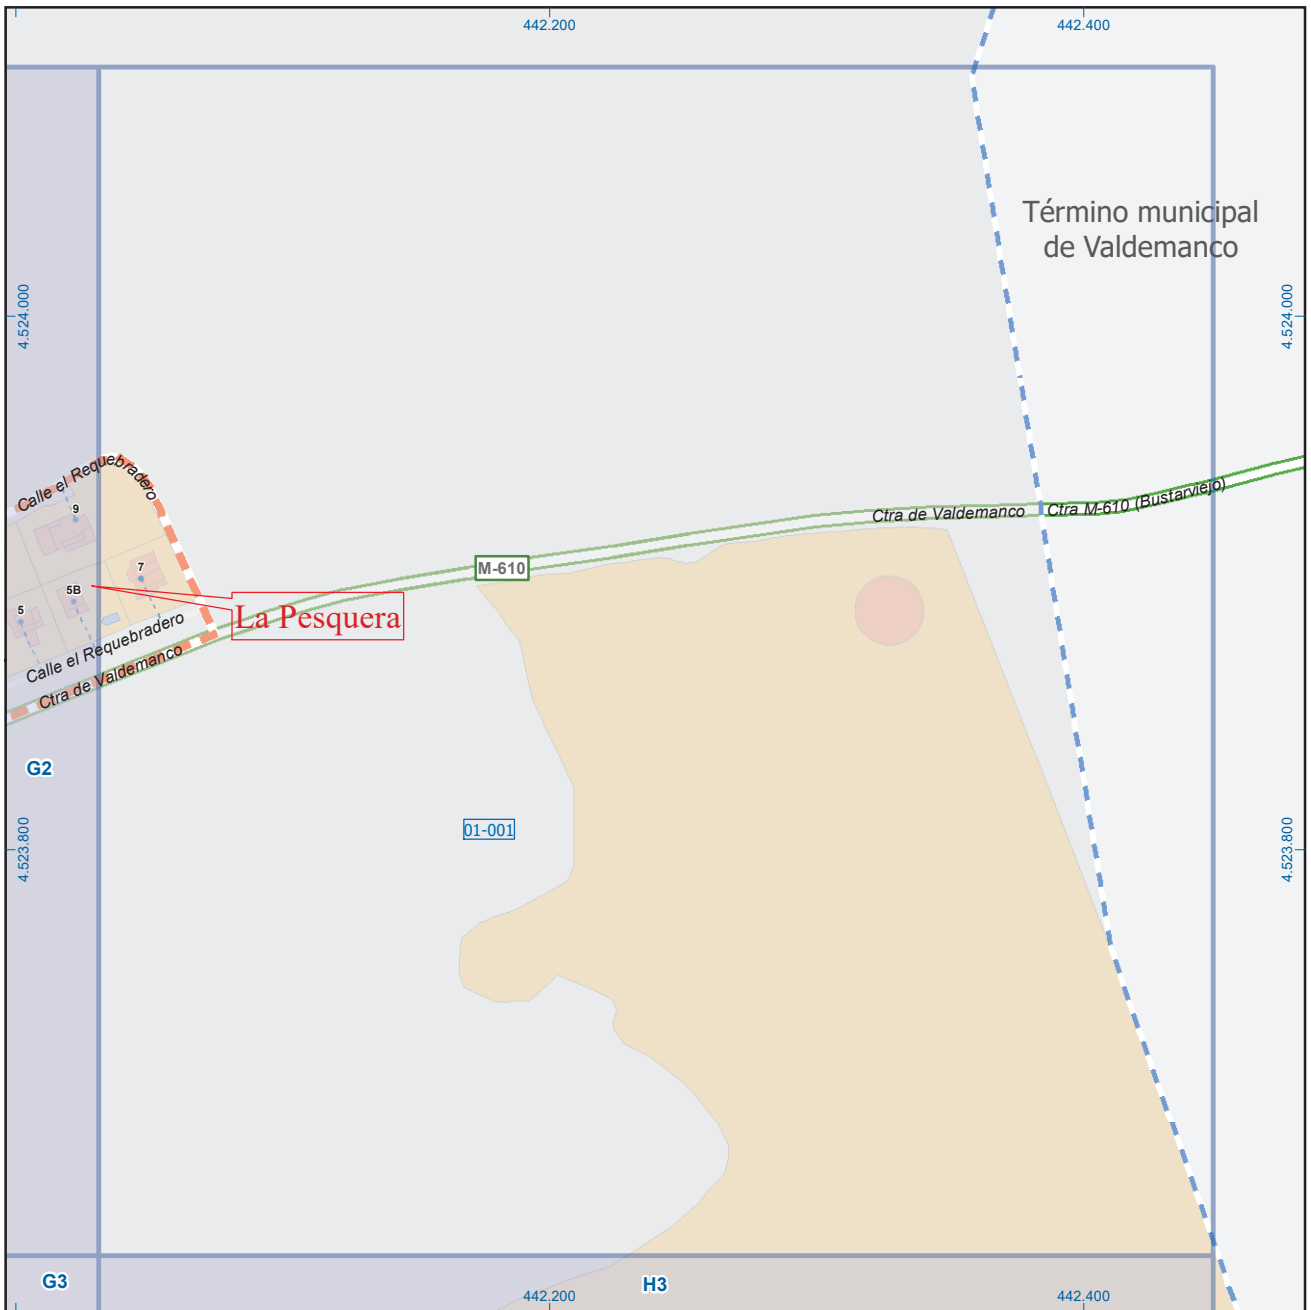 442.200
442.400
Término municipal
de Valdemanco
4.524.000
4.524.000
Calle el Requebradero
9
7
5B
5
La Pesquera
Calle el Requebradero
Ctra de Valdemanco
M-610
Ctra de Valdemanco
Ctra M-610 (Bustarviejo)
G2
01-001
4.523.800
4.523.800
G3
H3
442.200
442.400